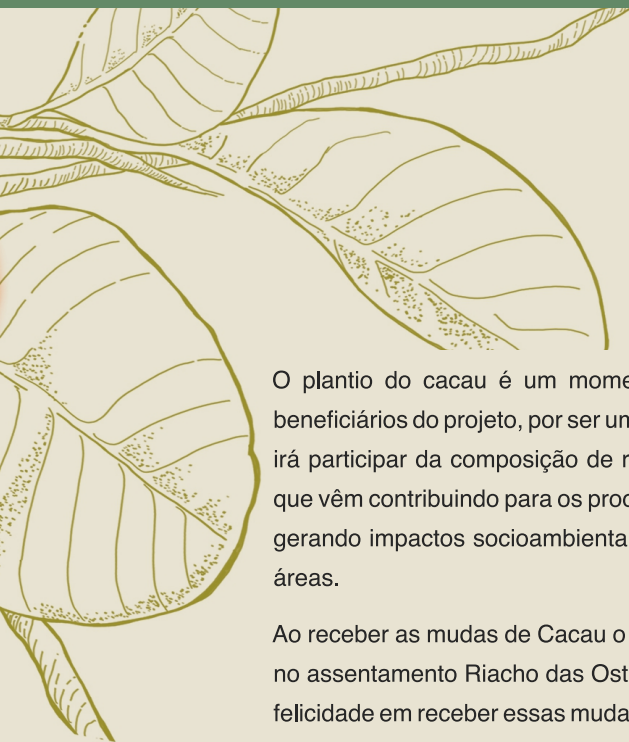 O plantio do cacau é um mome
beneficiários do projeto, por ser um
irá participar da composição de r
que vêm contribuindo para os prod
gerando impactos socioambienta
áreas.
Ao receber as mudas de Cacau o
no assentamento Riacho das Ost
felicidade em receber essas muda